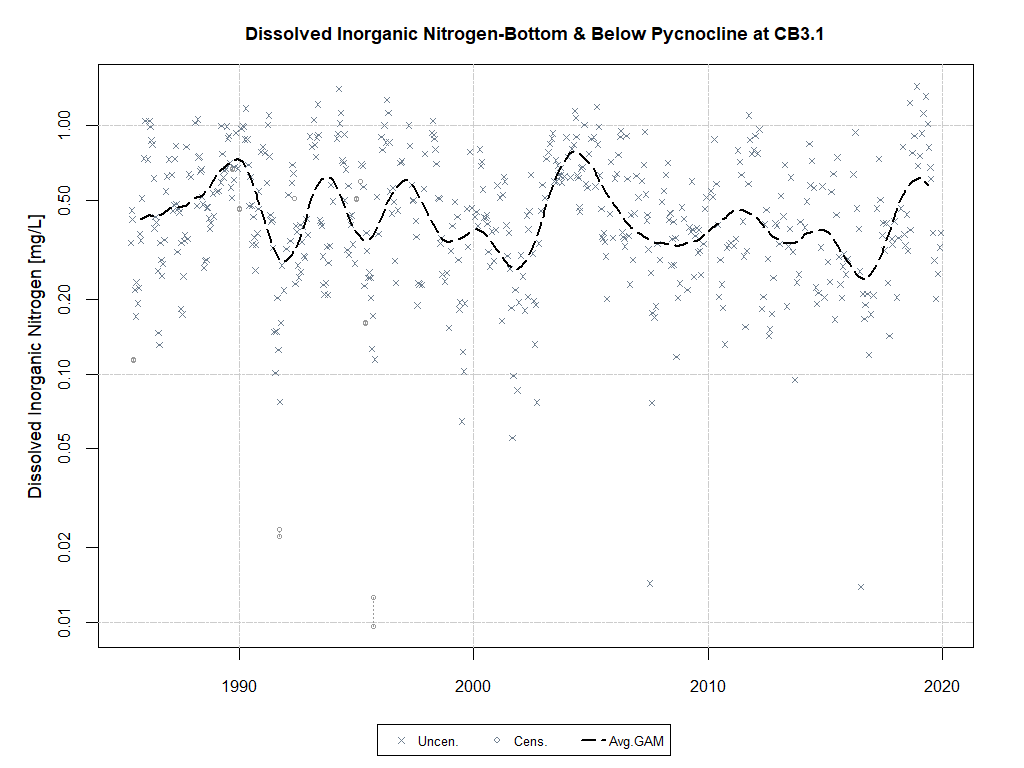 Dissolved Inorganic Nitrogen-Bottom & Below Pycnocline at CB3.1
Dissolved Inorganic Nitrogen [mg/L]
1.00
0.50
0.20
0.10
0.05
0.02
0.01
1990 2000 2010 2020
Uncen. Cens. Avg.GAM